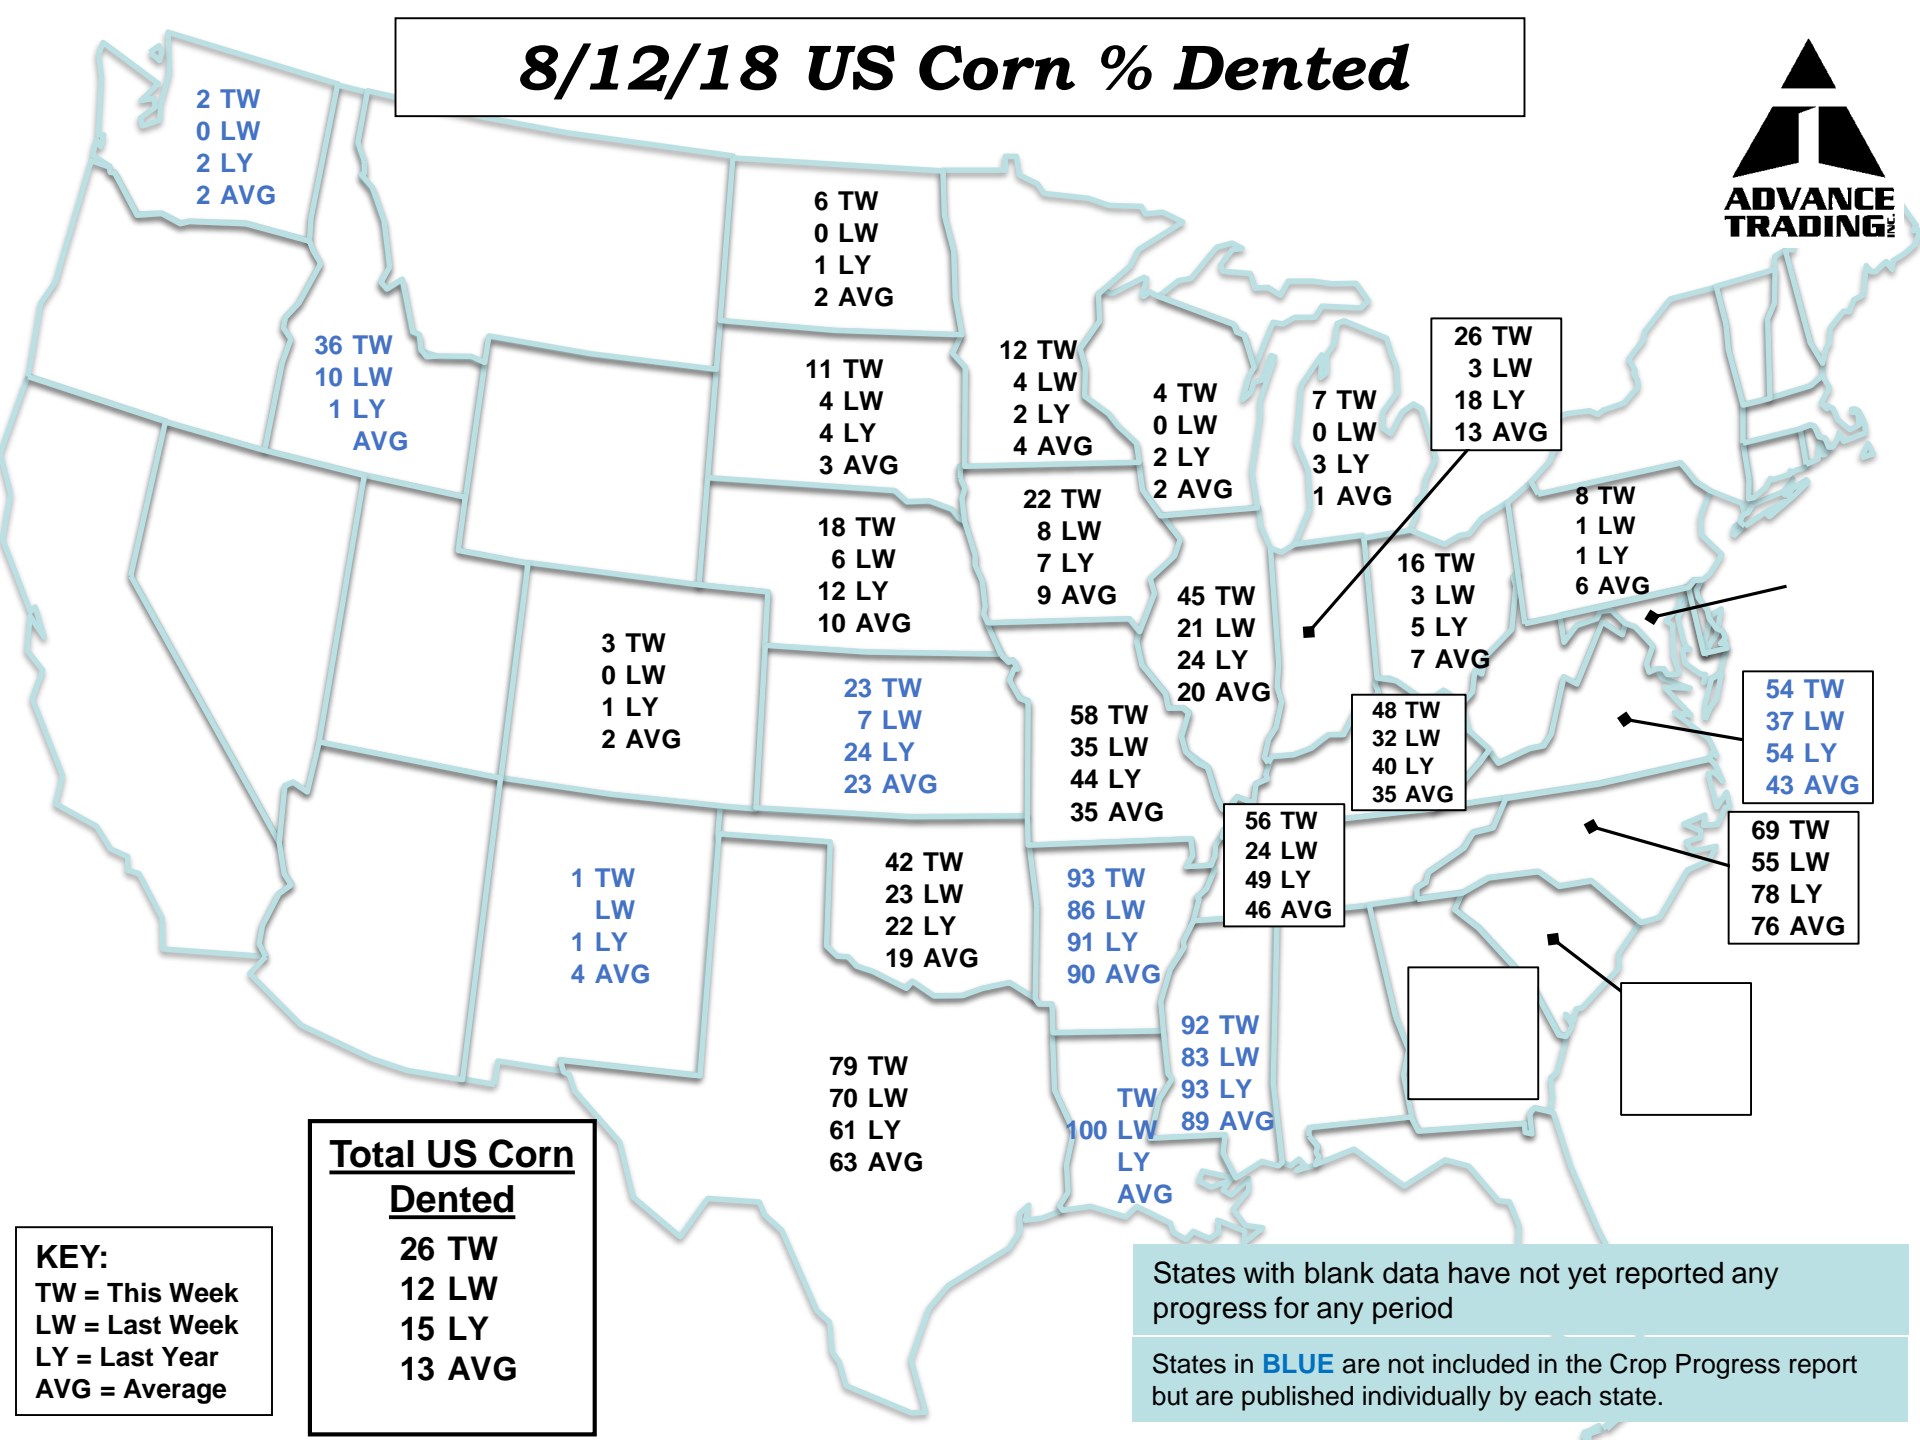 8/12/18 US Corn % Dented
ADVANCE
TRADING INC.
2 TW
0 LW
2 LY
2 AVG
36 TW
10 LW
1 LY
AVG
6 TW
0 LW
1 LY
2 AVG
11 TW
4 LW
4 LY
3 AVG
18 TW
6 LW
12 LY
10 AVG
3 TW
0 LW
1 LY
2 AVG
23 TW
7 LW
24 LY
23 AVG
1 TW
LW
1 LY
4 AVG
42 TW
23 LW
22 LY
19 AVG
79 TW
70 LW
61 LY
63 AVG
12 TW
4 LW
2 LY
4 AVG
22 TW
8 LW
7 LY
9 AVG
58 TW
35 LW
44 LY
35 AVG
93 TW
86 LW
91 LY
90 AVG
TW
100 LW
LY
AVG
4 TW
0 LW
2 LY
2 AVG
45 TW
21 LW
24 LY
20 AVG
92 TW
83 LW
93 LY
89 AVG
7 TW
0 LW
3 LY
1 AVG
26 TW
3 LW
18 LY
13 AVG
16 TW
3 LW
5 LY
7 AVG
48 TW
32 LW
40 LY
35 AVG
56 TW
24 LW
49 LY
46 AVG
8 TW
1 LW
1 LY
6 AVG
54 TW
37 LW
54 LY
43 AVG
69 TW
55 LW
78 LY
76 AVG
Total US Corn
Dented
26 TW
12 LW
15 LY
13 AVG
KEY:
TW = This Week
LW = Last Week
LY = Last Year
AVG = Average
States with blank data have not yet reported any
progress for any period
States in BLUE are not included in the Crop Progress report
but are published individually by each state.